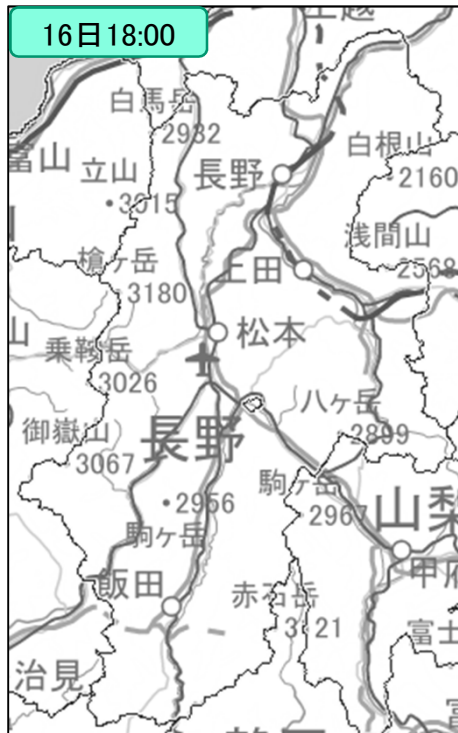 16日18:00
白馬岳
2932
白根山
2160
富山
立山
3015
長野
浅間山
2568
槍ヶ岳
3180
上田
松本
乗鞍岳
3026
八ヶ岳
2899
御嶽山
3067
長野
駒ヶ岳
2967
2956
駒ヶ岳
山梨
甲府
飯田
赤石岳
3121
富士
治見